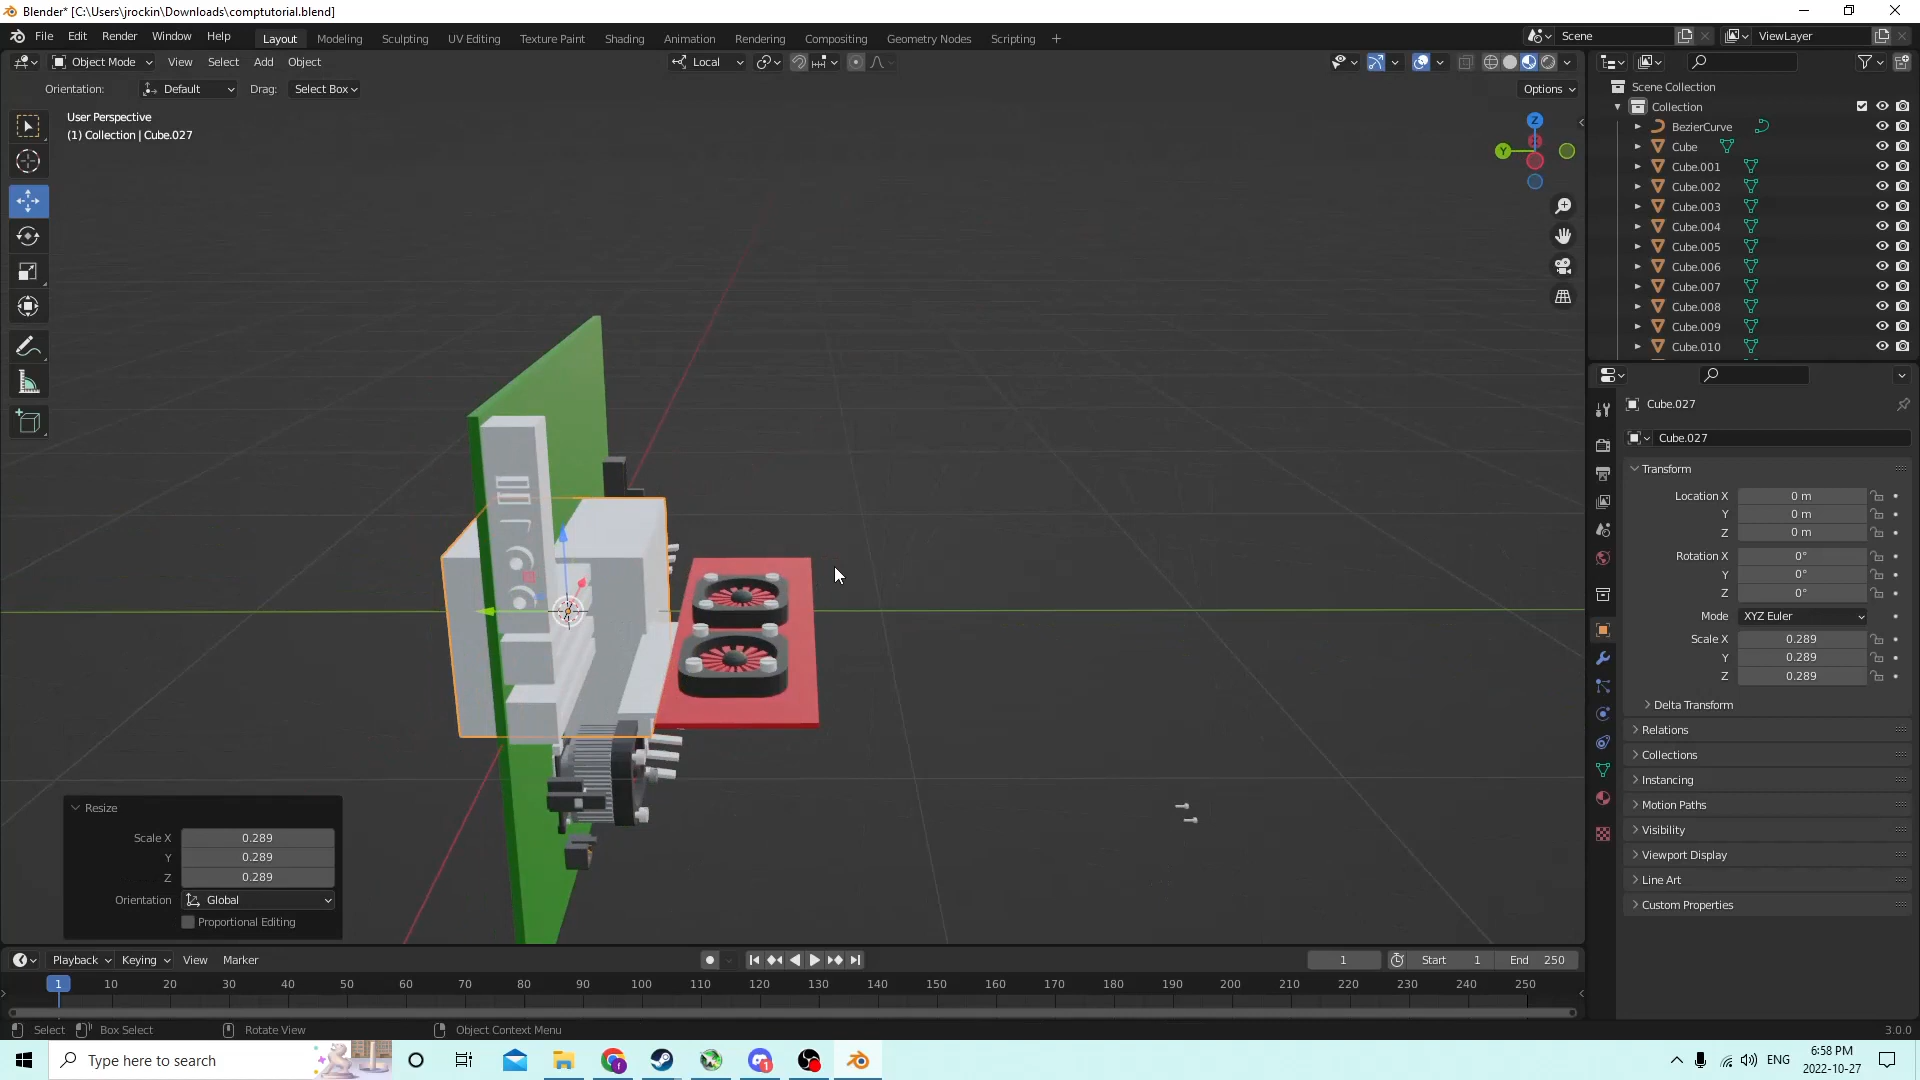 Blender* [C:\Users\jrockin\Downloads\comptutorial.blend]
File Edit Render Window Help Layout Modeling Sculpting UV Editing Texture Paint Shading Animation Rendering Compositing Geometry Nodes Scripting + Scene ViewLayer
Object Mode View Select Add Object Local
Orientation: Default Drag: Select Box Options
User Perspective
(1) Collection | Cube.027
Z
Y
Scene Collection
Collection
BezierCurve
Cube
Cube.001
Cube.002
Cube.003
Cube.004
Cube.005
Cube.006
Cube.007
Cube.008
Cube.009
Cube.010
Cube.027
Cube.027
Transform
Location X 0 m
Y 0 m
Z 0 m
Rotation X 0°
Y 0°
Z 0°
Mode XYZ Euler
Scale X 0.289
Y 0.289
Z 0.289
Delta Transform
Relations
Collections
Instancing
Motion Paths
Visibility
Viewport Display
Line Art
Custom Properties
Resize
Scale X 0.289
Y 0.289
Z 0.289
Orientation Global
Proportional Editing
Playback Keying View Marker 1 Start 1 End 250
1 10 20 30 40 50 60 70 80 90 100 110 120 130 140 150 160 170 180 190 200 210 220 230 240 250
Select Box Select Rotate View Object Context Menu 3.0.0
Type here to search
ENG
6:58 PM
2022-10-27